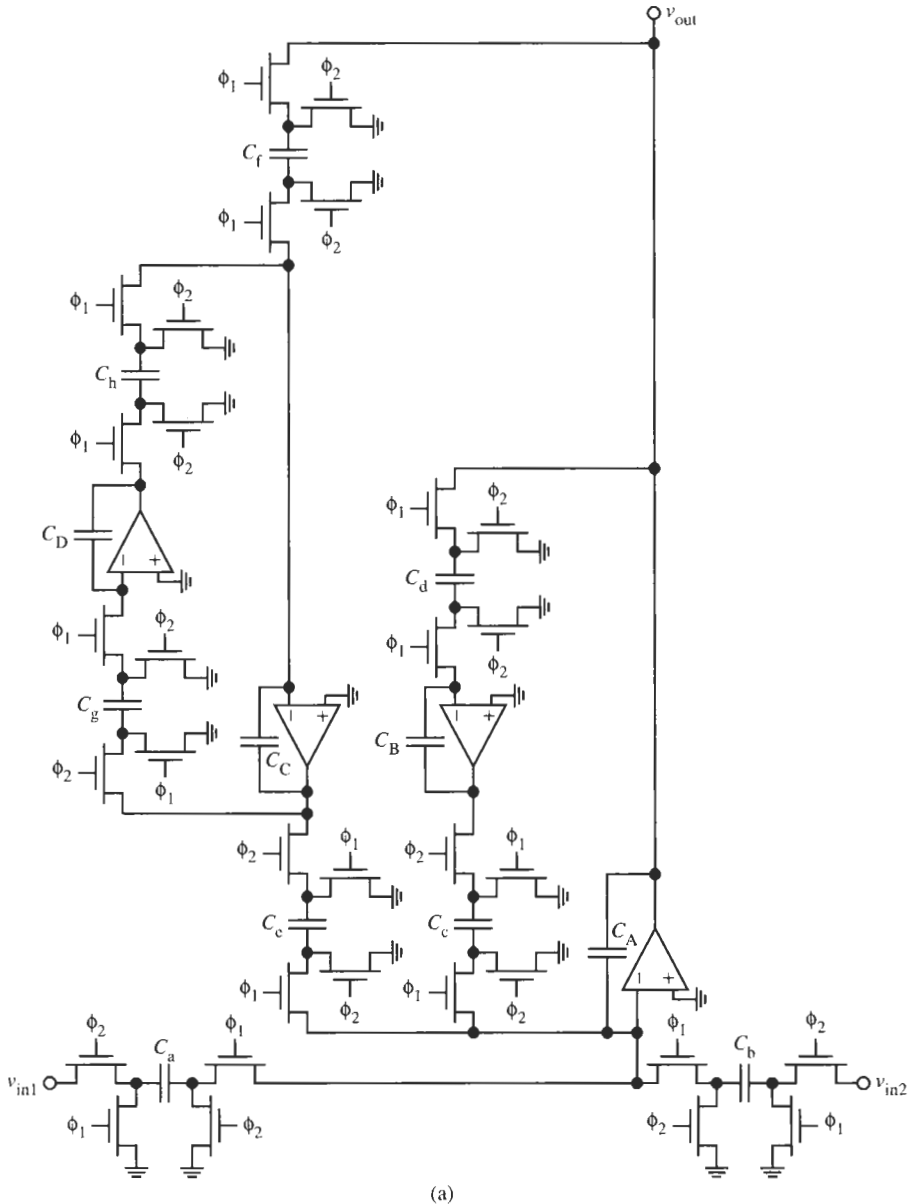 v_out
ϕ_2
ϕ_1
C_f
ϕ_1
ϕ_2
ϕ_2
ϕ_1
C_h
ϕ_1
ϕ_2
ϕ_2
ϕ_1
C_D
− +
C_d
ϕ_1
ϕ_2
ϕ_1
ϕ_2
C_g
− +
− +
C_B
C_C
ϕ_2
ϕ_1
ϕ_2
ϕ_1
ϕ_2
ϕ_1
C_e
C_c
C_A
− +
ϕ_1
ϕ_2
ϕ_1
ϕ_2
ϕ_2
C_a
ϕ_1
ϕ_1
C_b
ϕ_2
v_in1
v_in2
ϕ_1
ϕ_2
ϕ_2
ϕ_1
(a)